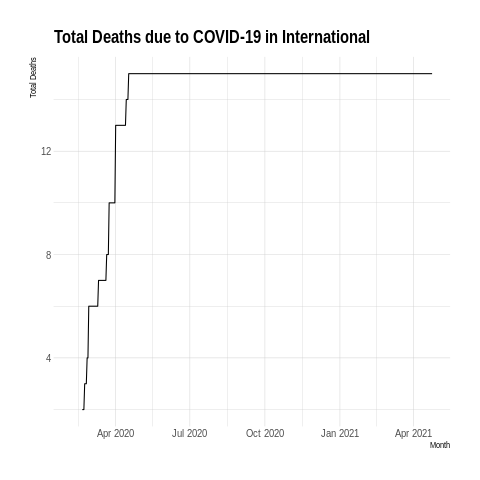 Total Deaths due to COVID-19 in International
Total Deaths
12
8
4
Apr 2020 Jul 2020 Oct 2020 Jan 2021 Apr 2021
Month